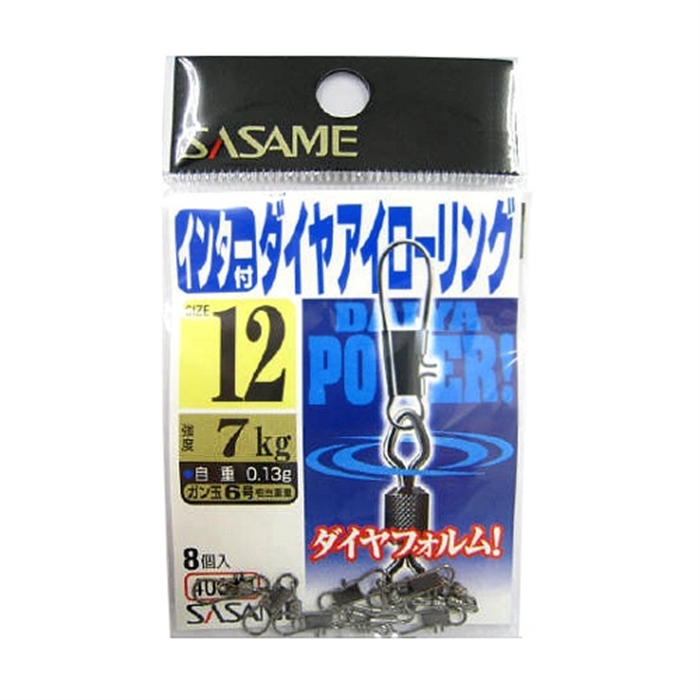 SASAME
インター付ダイヤアイローリング
SIZE
12
DAIYA
POWER!
強度 7kg
自重 0.13g
ガン玉6号相当重量
ダイヤフォルム!
8個入
SASAME